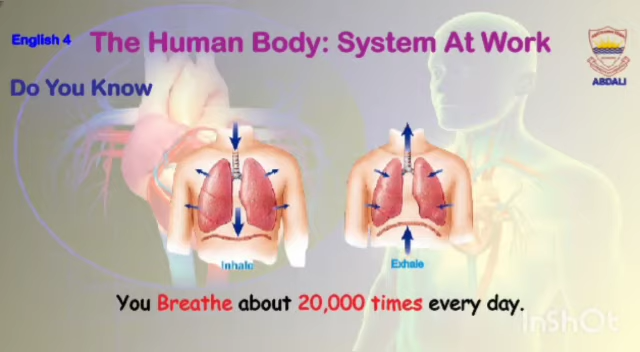 English 4
The Human Body: System At Work
ABDALI
Do You Know
Inhale
Exhale
You Breathe about 20,000 times every day.
InShOt